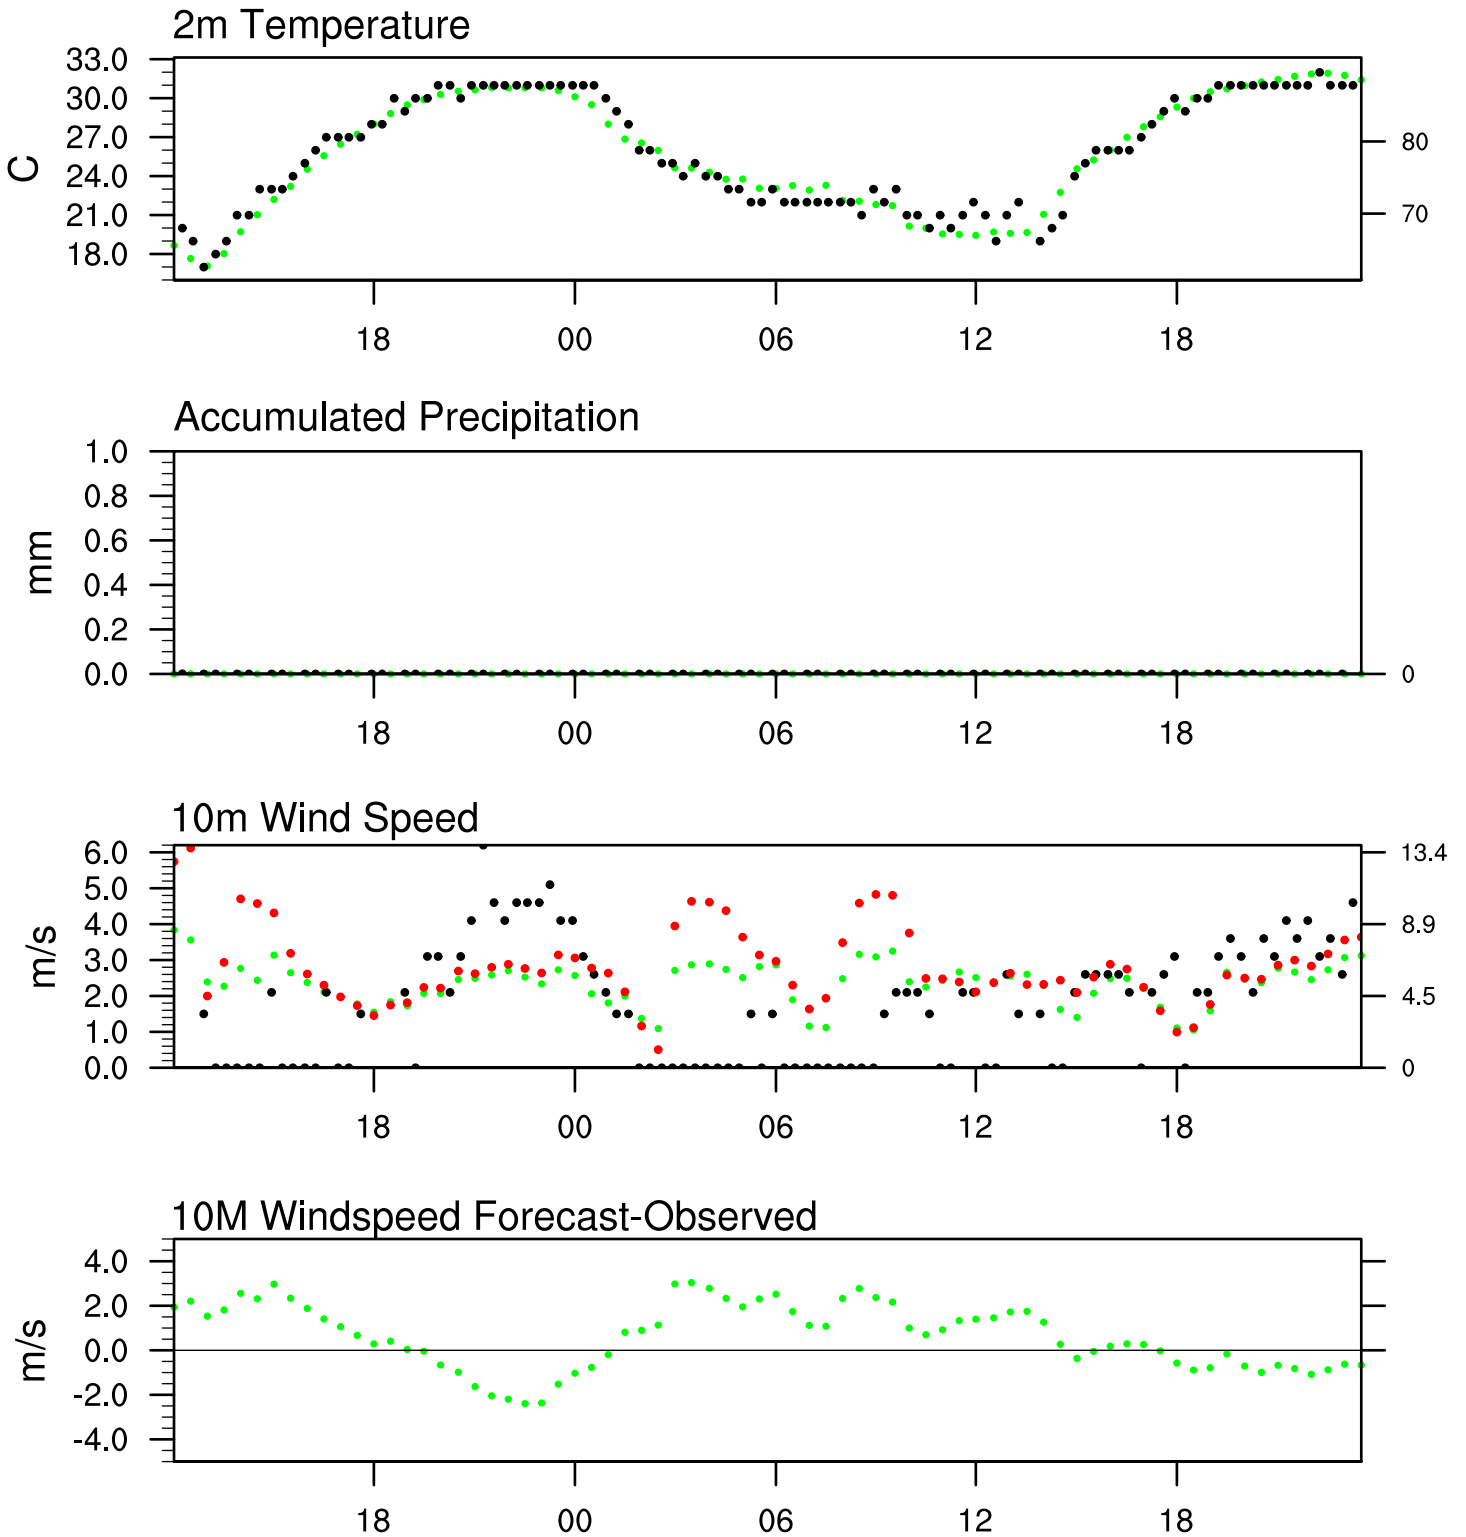 2m Temperature
33.0
30.0
27.0
24.0
21.0
18.0
C
80
70
18 00 06 12 18
Accumulated Precipitation
1.0
0.8
0.6
0.4
0.2
0.0
mm
0
18 00 06 12 18
10m Wind Speed
6.0
5.0
4.0
3.0
2.0
1.0
0.0
m/s
13.4
8.9
4.5
0
18 00 06 12 18
10M Windspeed Forecast-Observed
4.0
2.0
0.0
-2.0
-4.0
m/s
18 00 06 12 18